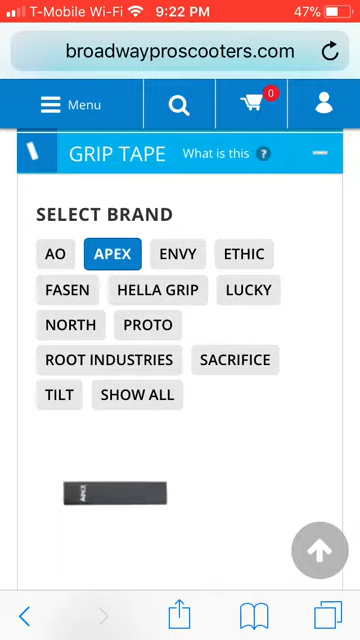 T-Mobile Wi-Fi 9:22 PM 47%
broadwayproscooters.com
Menu 0
GRIP TAPE What is this ?
SELECT BRAND
AO APEX ENVY ETHIC
FASEN HELLA GRIP LUCKY
NORTH PROTO
ROOT INDUSTRIES SACRIFICE
TILT SHOW ALL
APEX